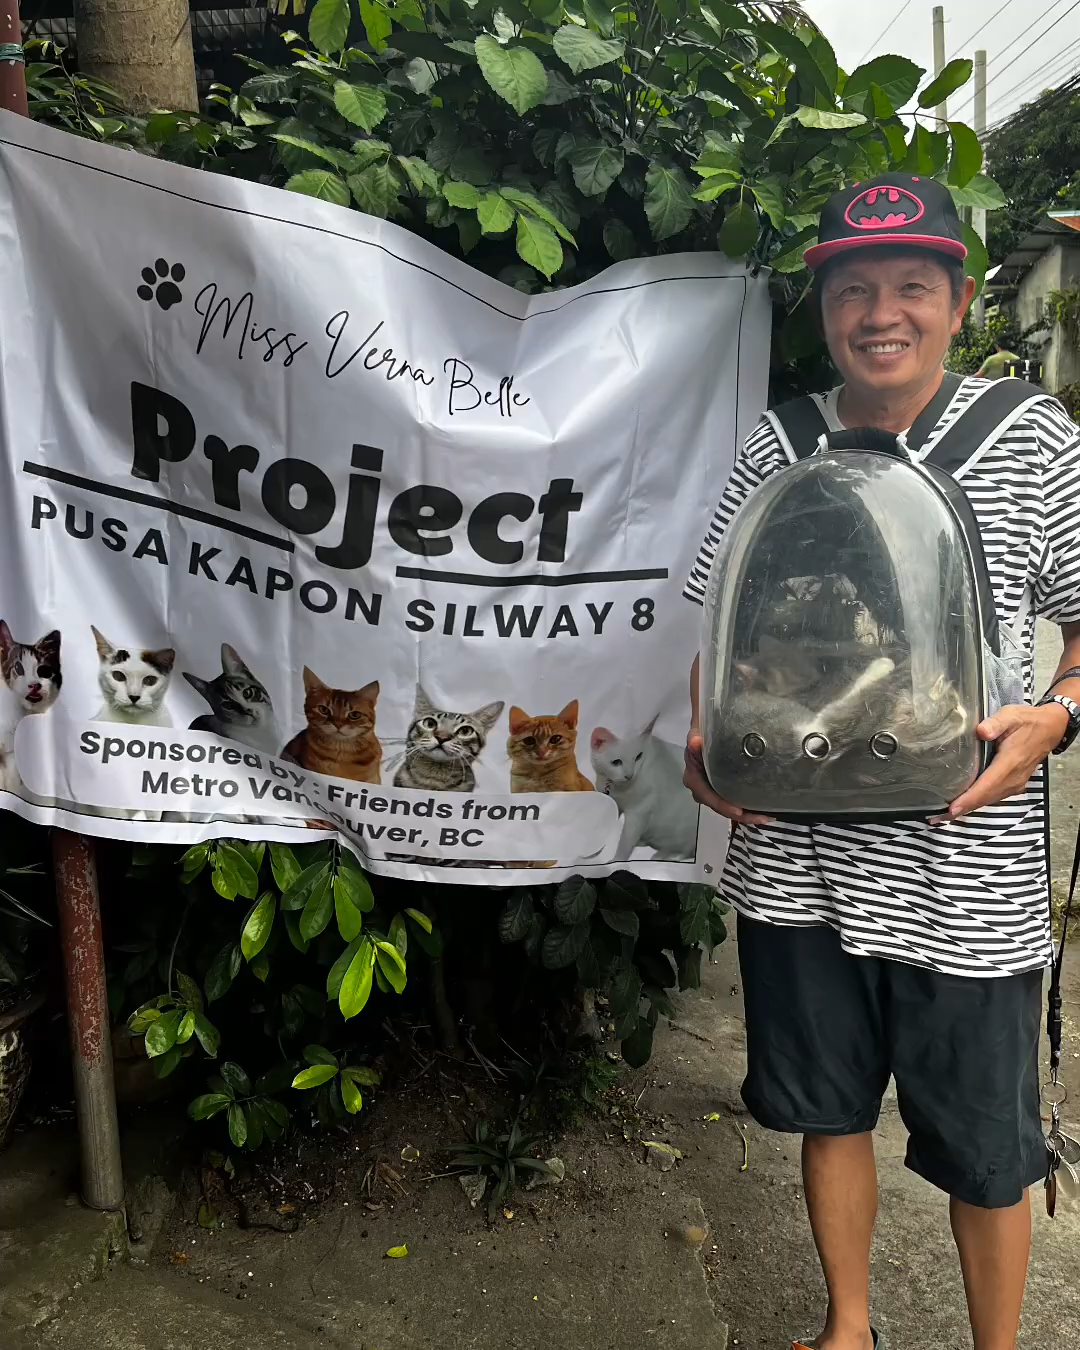 Miss Verna Belle
Project
PUSA KAPON SILWAY 8
Sponsored by : Friends from
Metro Vancouver, BC